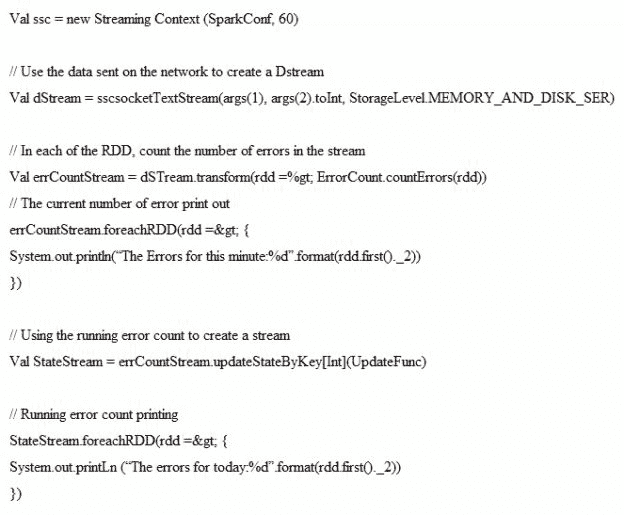 Val ssc = new Streaming Context (SparkConf, 60)
// Use the data sent on the network to create a Dstream
Val dStream = sscsocketTextStream(args(1), args(2).toInt, StorageLevel.MEMORY_AND_DISK_SER)
// In each of the RDD, count the number of errors in the stream
Val errCountStream = dSTream.transform(rdd =%gt; ErrorCount.countErrors(rdd))
// The current number of error print out
errCountStream.foreachRDD(rdd =&gt; {
System.out.println("The Errors for this minute:%d".format(rdd.first()._2))
})
// Using the running error count to create a stream
Val StateStream = errCountStream.updateStateByKey[Int](UpdateFunc)
// Running error count printing
StateStream.foreachRDD(rdd =&gt; {
System.out.printLn ("The errors for today:%d".format(rdd.first()._2))
})